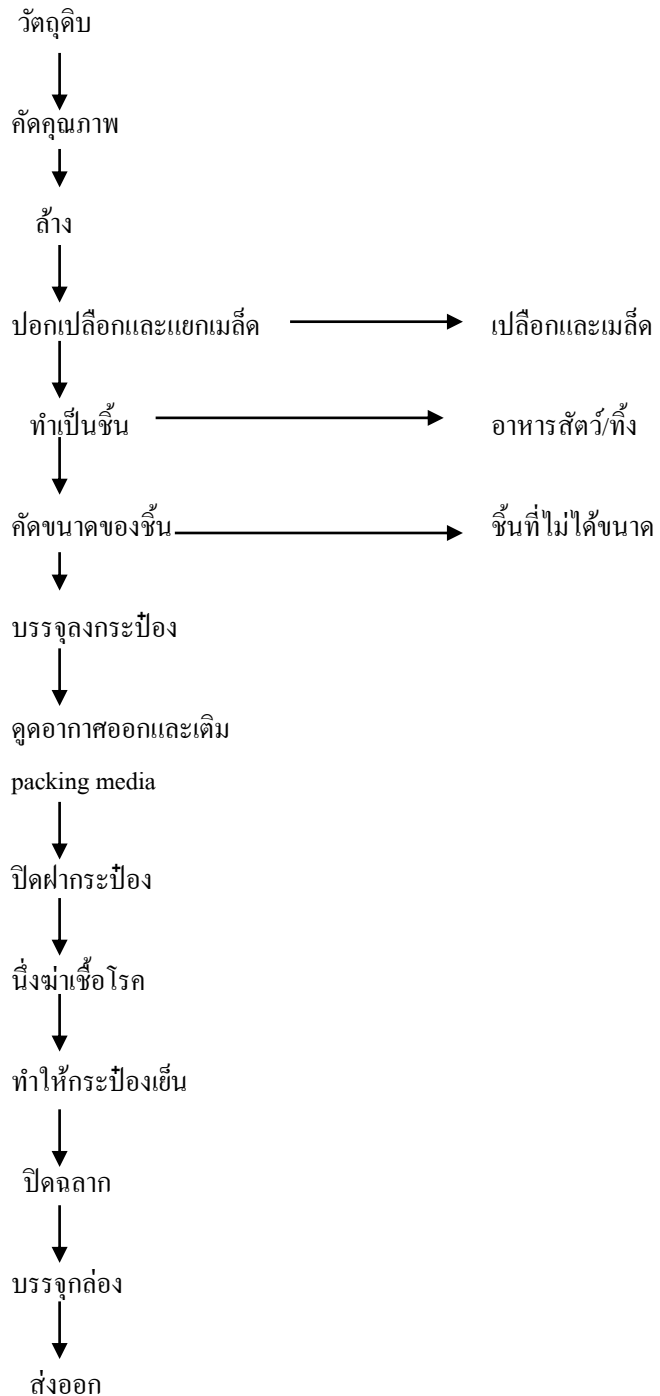 วัตถุดิบ
คัดคุณภาพ
ล้าง
ปอกเปลือกและแยกเมล็ด
เปลือกและเมล็ด
ทำเป็นชิ้น
อาหารสัตว์/ทิ้ง
คัดขนาดของชิ้น
ชิ้นที่ไม่ได้ขนาด
บรรจุลงกระป๋อง
ดูดอากาศออกและเติม
packing media
ปิดฝากระป๋อง
นึ่งฆ่าเชื้อโรค
ทำให้กระป๋องเย็น
ปิดฉลาก
บรรจุกล่อง
ส่งออก